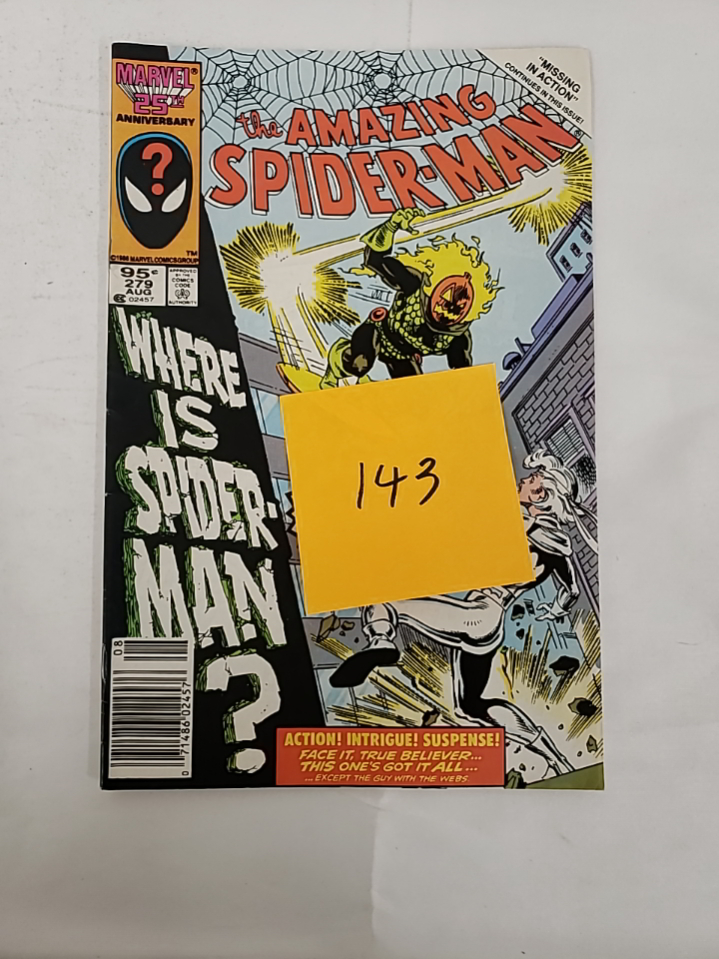 MARVEL®
25TH
ANNIVERSARY
?
TM
©1986 MARVEL COMICS GROUP
95¢
279
AUG
02457
APPROVED
BY THE
COMICS
CODE
AUTHORITY
"MISSING
IN ACTION"
CONTINUES IN THIS ISSUE!
the AMAZING
SPIDER-MAN
WHERE
IS
SPIDER-
MAN
?
143
08
0 71486 02457
ACTION! INTRIGUE! SUSPENSE!
FACE IT, TRUE BELIEVER...
THIS ONE'S GOT IT ALL...
...EXCEPT THE GUY WITH THE WEBS.